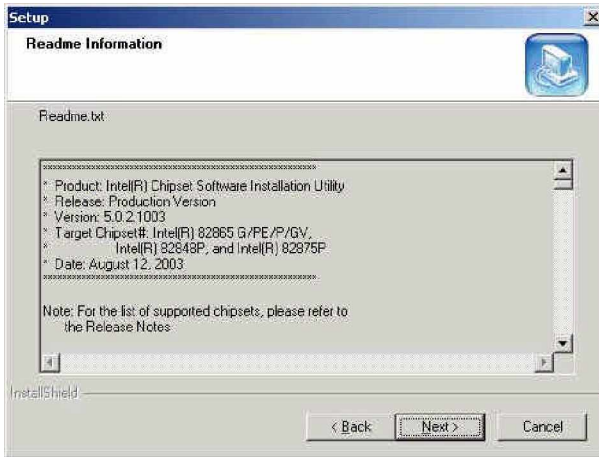 Setup
Readme Information
Readme.txt
****************************************************
* Product: Intel(R) Chipset Software Installation Utility
* Release: Production Version
* Version: 5.0.2.1003
* Target Chipset#: Intel(R) 82865 G/PE/P/GV,
* Intel(R) 82848P, and Intel(R) 82875P
* Date: August 12, 2003
****************************************************
Note: For the list of supported chipsets, please refer to
the Release Notes
InstallShield
< Back
Next >
Cancel